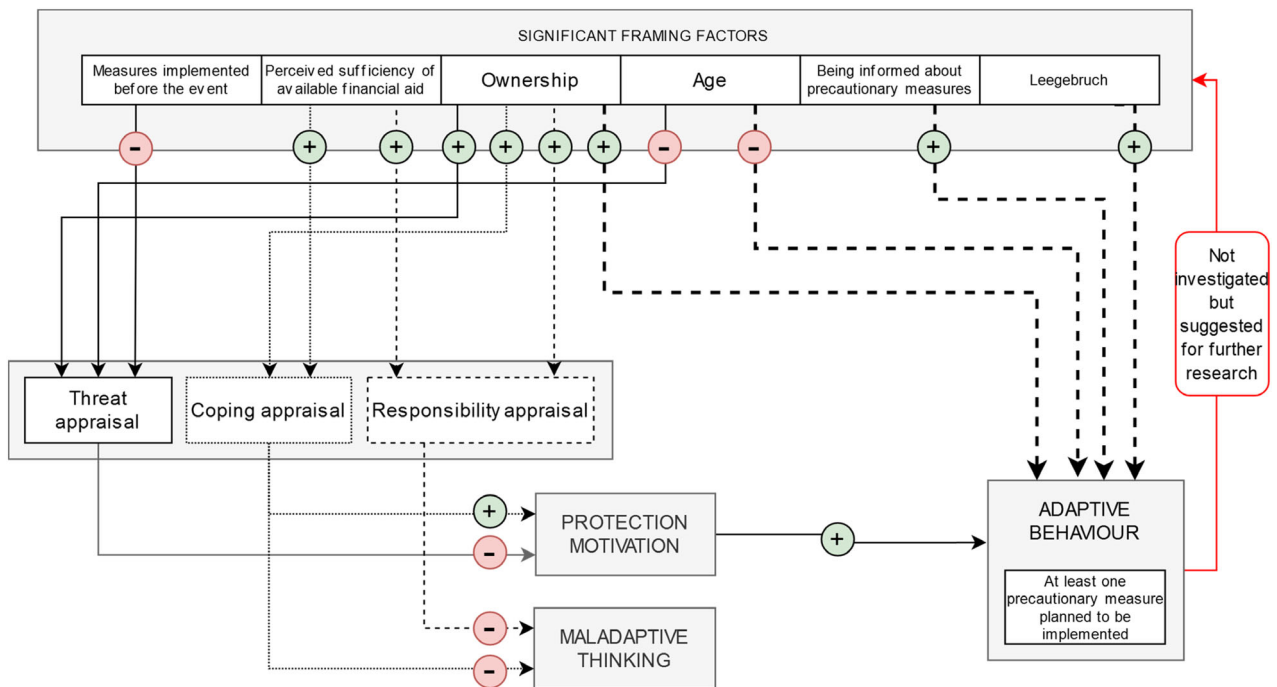 SIGNIFICANT FRAMING FACTORS
Measures implemented
before the event
Perceived sufficiency of
available financial aid
Ownership
Age
Being informed about
precautionary measures
Leegebruch
-
+
+
+
+
+
+
-
-
+
+
Not
investigated
but
suggested
for further
research
Threat
appraisal
Coping appraisal
Responsibility appraisal
+
-
PROTECTION
MOTIVATION
+
ADAPTIVE
BEHAVIOUR
At least one
precautionary measure
planned to be
implemented
-
-
MALADAPTIVE
THINKING